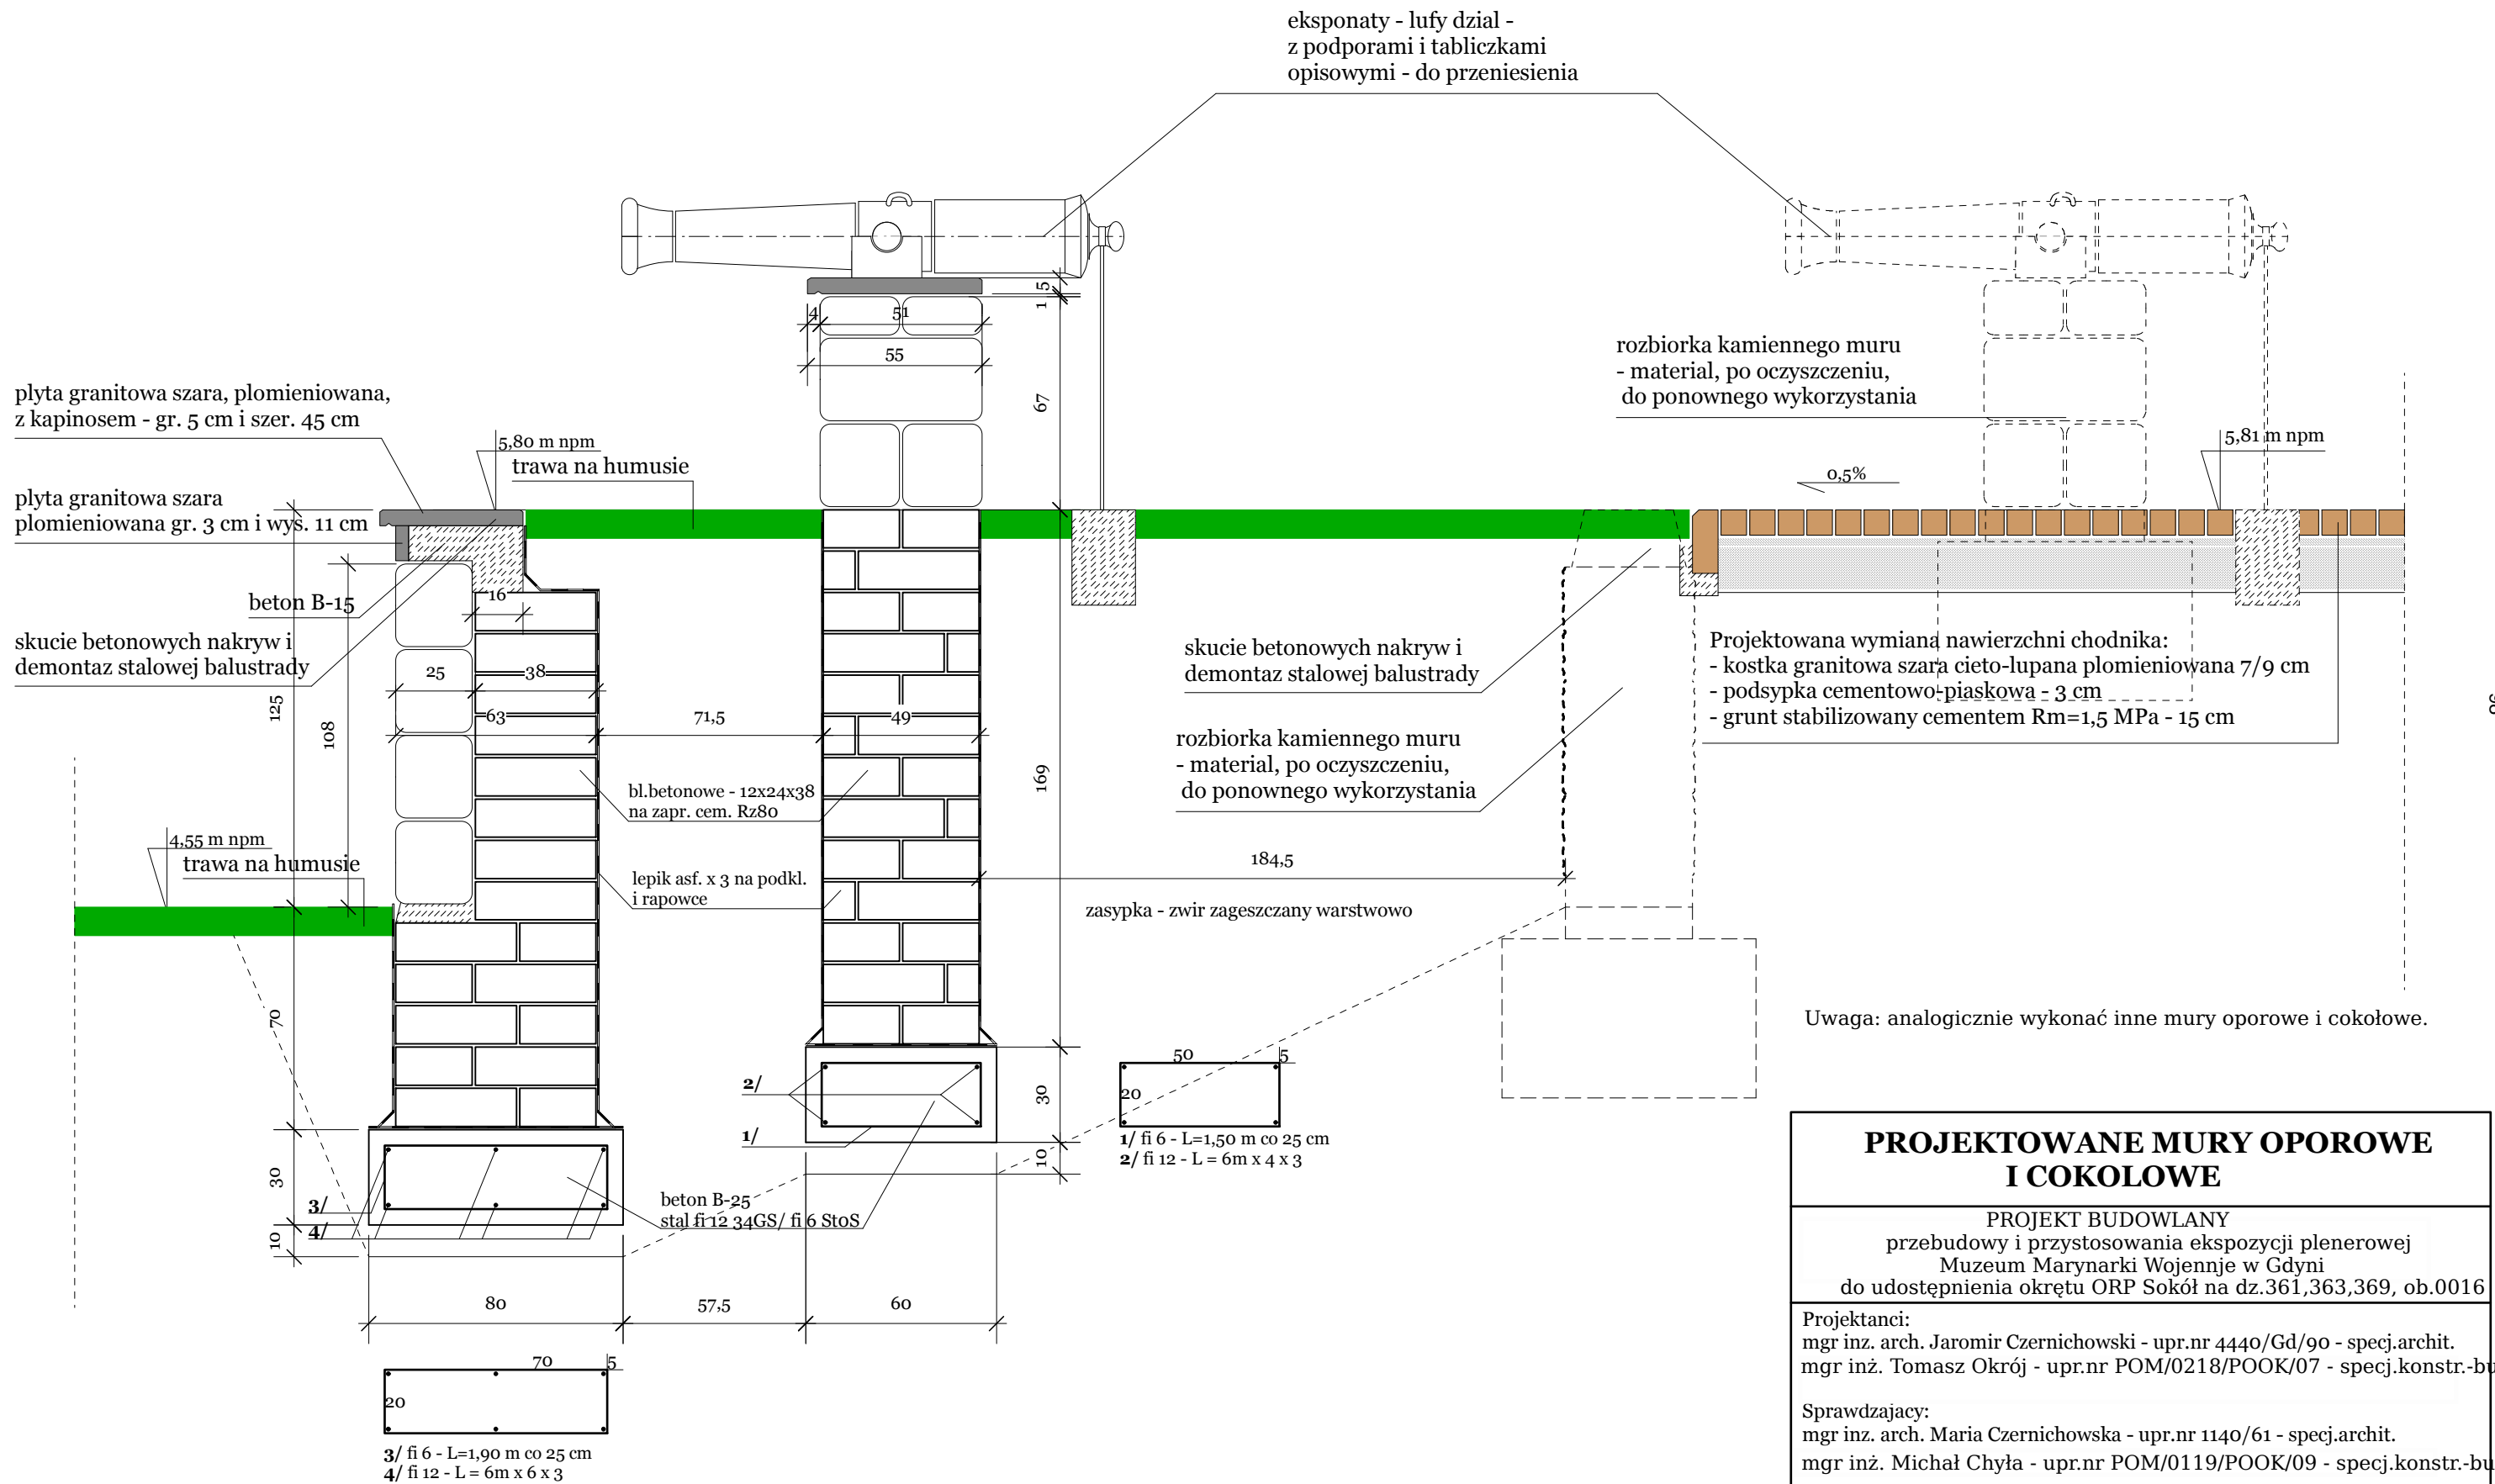 eksponaty - lufy dzial -
z podporami i tabliczkami
opisowymi - do przeniesienia
5
1
4
51
55
67
rozbiorka kamiennego muru
- material, po oczyszczeniu,
do ponownego wykorzystania
plyta granitowa szara, plomieniowana,
z kapinosem - gr. 5 cm i szer. 45 cm
5,80 m npm
trawa na humusie
5,81 m npm
0,5%
plyta granitowa szara
plomieniowana gr. 3 cm i wys. 11 cm
beton B-15
16
skucie betonowych nakryw i
demontaz stalowej balustrady
25
38
63
71,5
49
125
108
skucie betonowych nakryw i
demontaz stalowej balustrady
Projektowana wymiana nawierzchni chodnika:
- kostka granitowa szara cieto-lupana plomieniowana 7/9 cm
- podsypka cementowo-piaskowa - 3 cm
- grunt stabilizowany cementem Rm=1,5 MPa - 15 cm
rozbiorka kamiennego muru
- material, po oczyszczeniu,
do ponownego wykorzystania
bl.betonowe - 12x24x38
na zapr. cem. Rz80
169
4,55 m npm
trawa na humusie
184,5
lepik asf. x 3 na podkl.
i rapowce
zasypka - zwir zageszczany warstwowo
70
Uwaga: analogicznie wykonać inne mury oporowe i cokołowe.
50
5
20
2/
1/
30
10
1/ fi 6 - L=1,50 m co 25 cm
2/ fi 12 - L = 6m x 4 x 3
30
10
3/
4/
beton B-25
stal fi 12 34GS/ fi 6 StoS
80
57,5
60
70
5
20
3/ fi 6 - L=1,90 m co 25 cm
4/ fi 12 - L = 6m x 6 x 3
PROJEKTOWANE MURY OPOROWE
I COKOLOWE
PROJEKT BUDOWLANY
przebudowy i przystosowania ekspozycji plenerowej
Muzeum Marynarki Wojennje w Gdyni
do udostępnienia okrętu ORP Sokół na dz.361,363,369, ob.0016
Projektanci:
mgr inz. arch. Jaromir Czernichowski - upr.nr 4440/Gd/90 - specj.archit.
mgr inż. Tomasz Okrój - upr.nr POM/0218/POOK/07 - specj.konstr.-bu
Sprawdzajacy:
mgr inz. arch. Maria Czernichowska - upr.nr 1140/61 - specj.archit.
mgr inż. Michał Chyła - upr.nr POM/0119/POOK/09 - specj.konstr.-bu